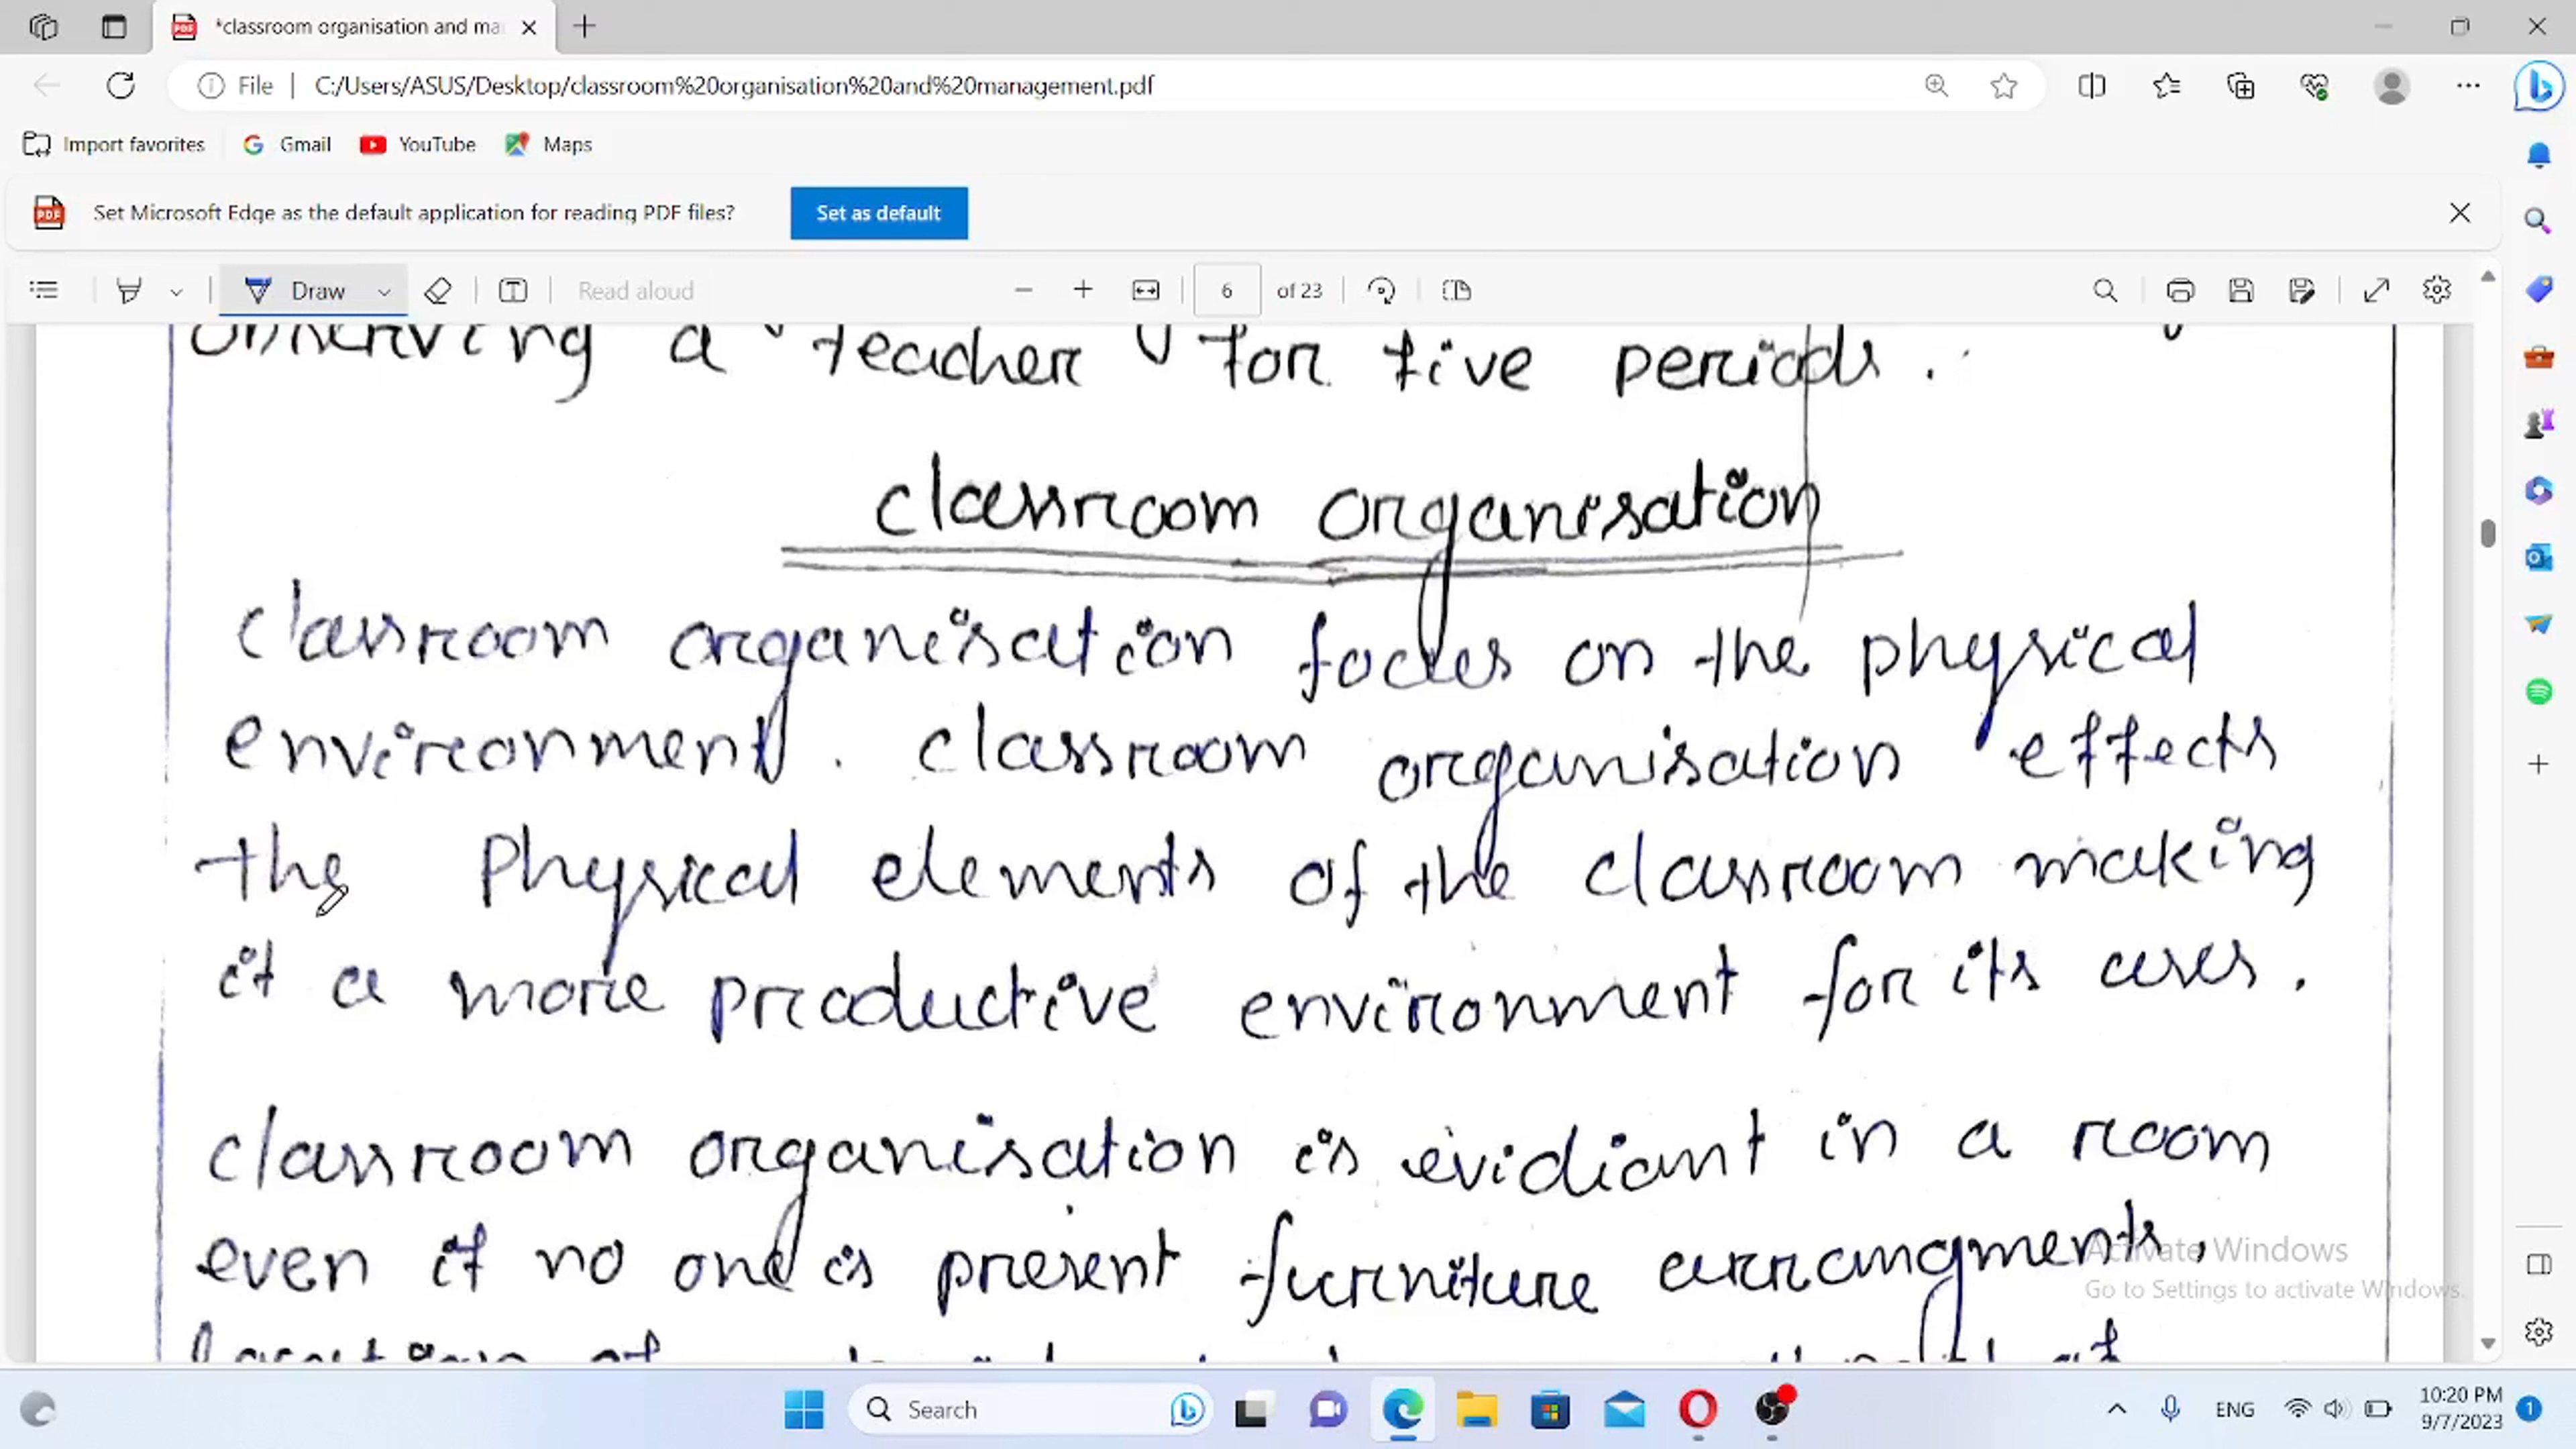 *classroom organisation and ma
File | C:/Users/ASUS/Desktop/classroom%20organisation%20and%20management.pdf
Import favorites Gmail YouTube Maps
Set Microsoft Edge as the default application for reading PDF files? Set as default
Draw Read aloud 6 of 23
observing a teacher for five periods.
classroom organisation
classroom organisation focus on the physical
environment. classroom organisation effects
the Physical elements of the classroom making
it a more productive environment for its uses.
classroom organisation is evidiant in a room
even if no one is present furniture arrangments,
Activate Windows
Go to Settings to activate Windows.
Search
ENG
10:20 PM
9/7/2023
1